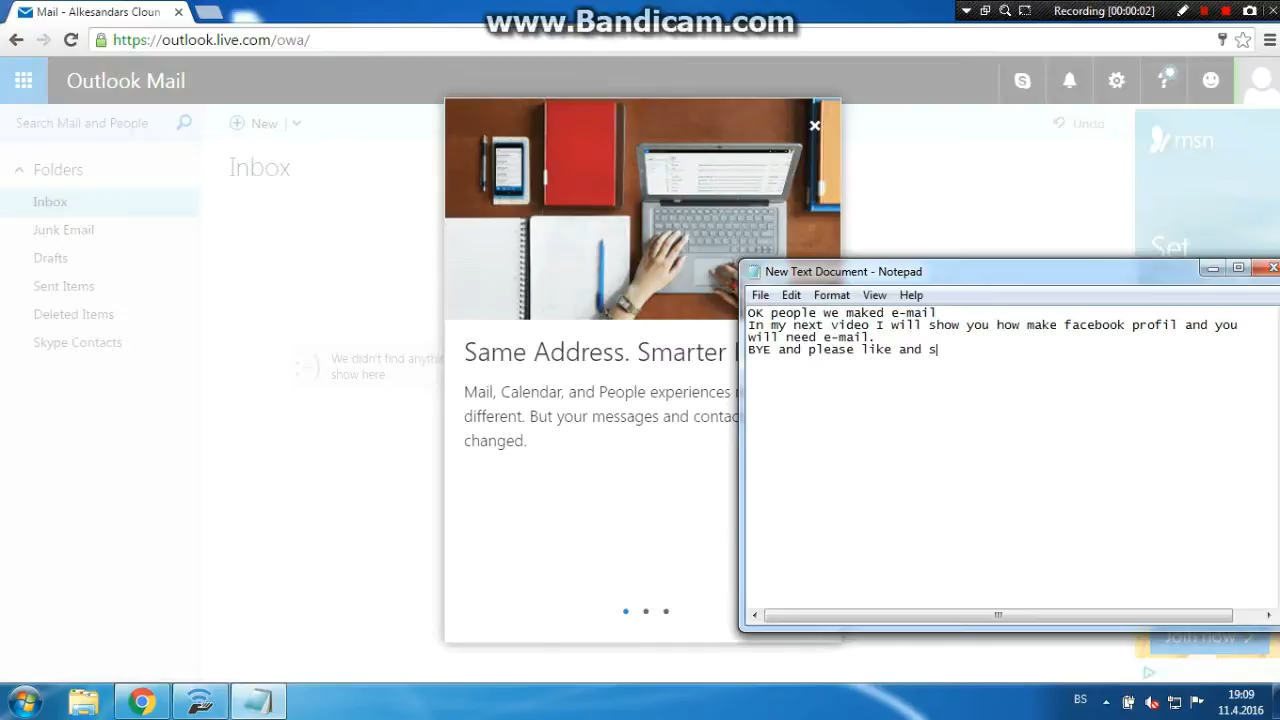 Mail - Alkesandars Cloun
www.Bandicam.com
Recording [00:00:02]
https://outlook.live.com/owa/
Outlook Mail
Search Mail and People
New
Undo
msn
Folders
Inbox
Inbox
Junk Email
Drafts
Sent Items
Deleted Items
Skype Contacts
We didn't find anything
show here
Set
Same Address. Smarter
Mail, Calendar, and People experiences
different. But your messages and contac
changed.
New Text Document - Notepad
File Edit Format View Help
OK people we maked e-mail
In my next video I will show you how make facebook profil and you
will need e-mail.
BYE and please like and s
Join now
BS
19:09
11.4.2016